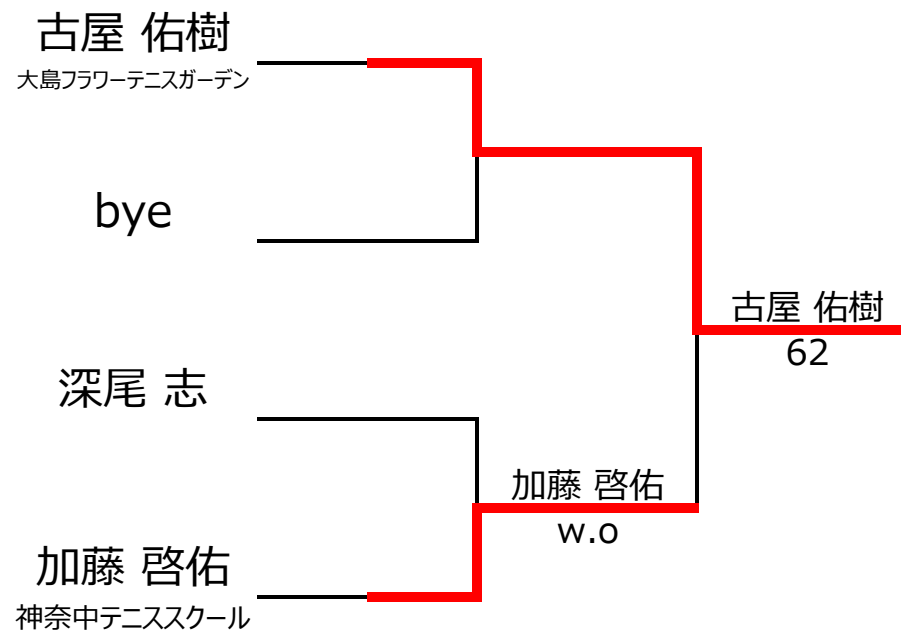 古屋 佑樹
大島フラワーテニスガーデン
bye
深尾 志
加藤 啓佑
神奈中テニススクール
加藤 啓佑
w.o
古屋 佑樹
62